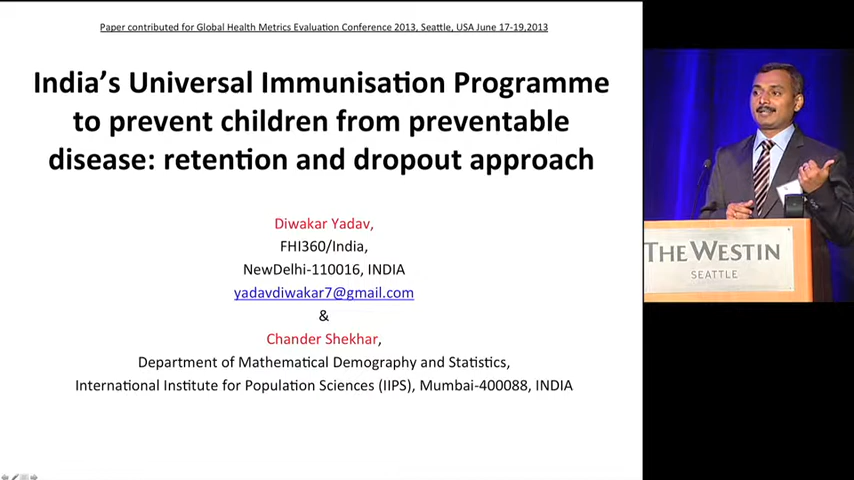 Paper contributed for Global Health Metrics Evaluation Conference 2013, Seattle, USA June 17-19,2013
India's Universal Immunisation Programme
to prevent children from preventable
disease: retention and dropout approach
Diwakar Yadav,
FHI360/India,
NewDelhi-110016, INDIA
yadavdiwakar7@gmail.com
&
Chander Shekhar,
Department of Mathematical Demography and Statistics,
International Institute for Population Sciences (IIPS), Mumbai-400088, INDIA
THE WESTIN
SEATTLE